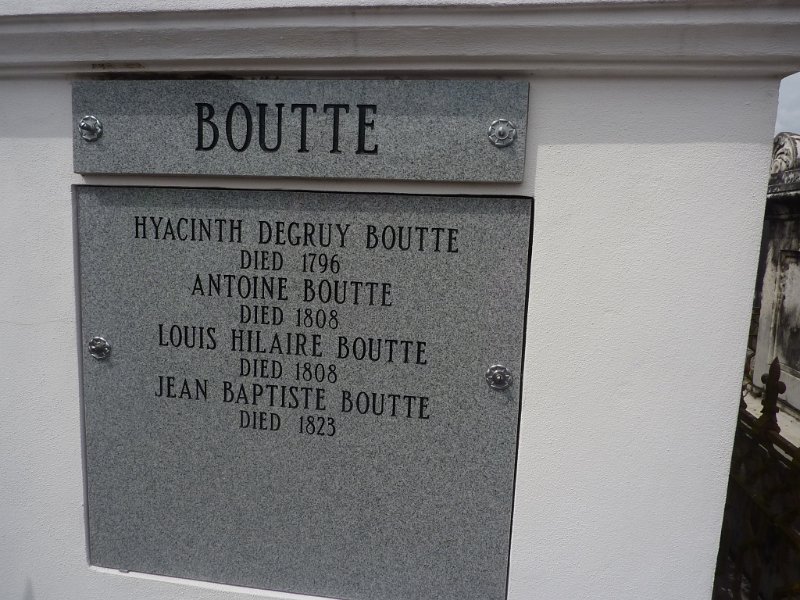 BOUTTE
HYACINTH DEGRUY BOUTTE
DIED 1796
ANTOINE BOUTTE
DIED 1808
LOUIS HILAIRE BOUTTE
DIED 1808
JEAN BAPTISTE BOUTTE
DIED 1823